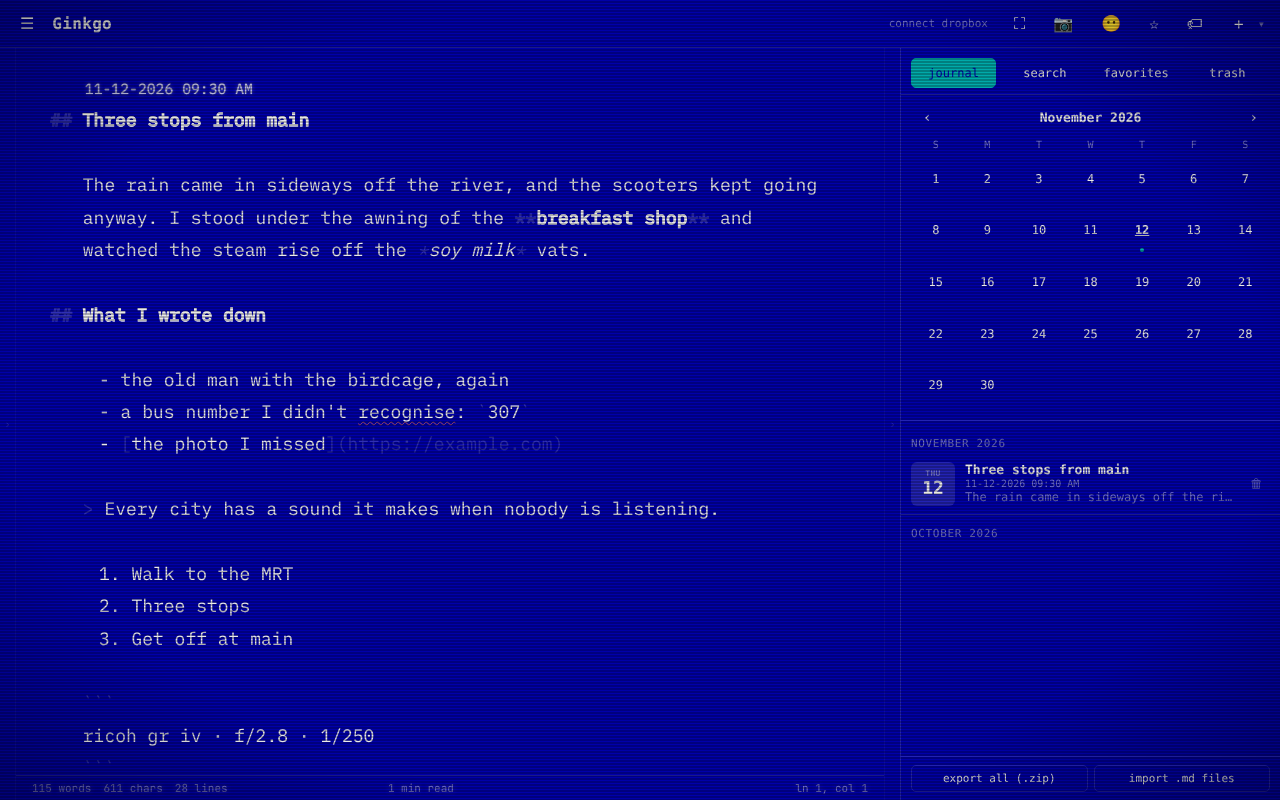 ☰ Ginkgo
connect dropbox
+
11-12-2026 09:30 AM
## Three stops from main
The rain came in sideways off the river, and the scooters kept going
anyway. I stood under the awning of the **breakfast shop** and
watched the steam rise off the *soy milk* vats.
## What I wrote down
- the old man with the birdcage, again
- a bus number I didn't recognise: `307`
- [the photo I missed](https://example.com)
> Every city has a sound it makes when nobody is listening.
1. Walk to the MRT
2. Three stops
3. Get off at main
```
ricoh gr iv · f/2.8 · 1/250
```
115 words 611 chars 28 lines
1 min read
ln 1, col 1
journal search favorites trash
‹ November 2026 ›
S M T W T F S
1 2 3 4 5 6 7
8 9 10 11 12 13 14
15 16 17 18 19 20 21
22 23 24 25 26 27 28
29 30
NOVEMBER 2026
THU
12
Three stops from main
11-12-2026 09:30 AM
The rain came in sideways off the ri…
OCTOBER 2026
export all (.zip) import .md files